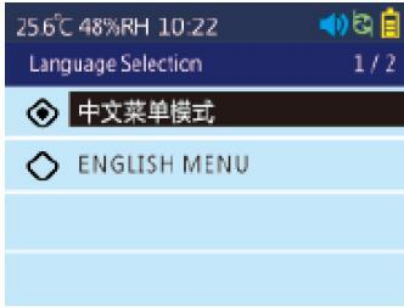 25.6℃ 48%RH 10:22
Language Selection 1 / 2
中文菜单模式
ENGLISH MENU